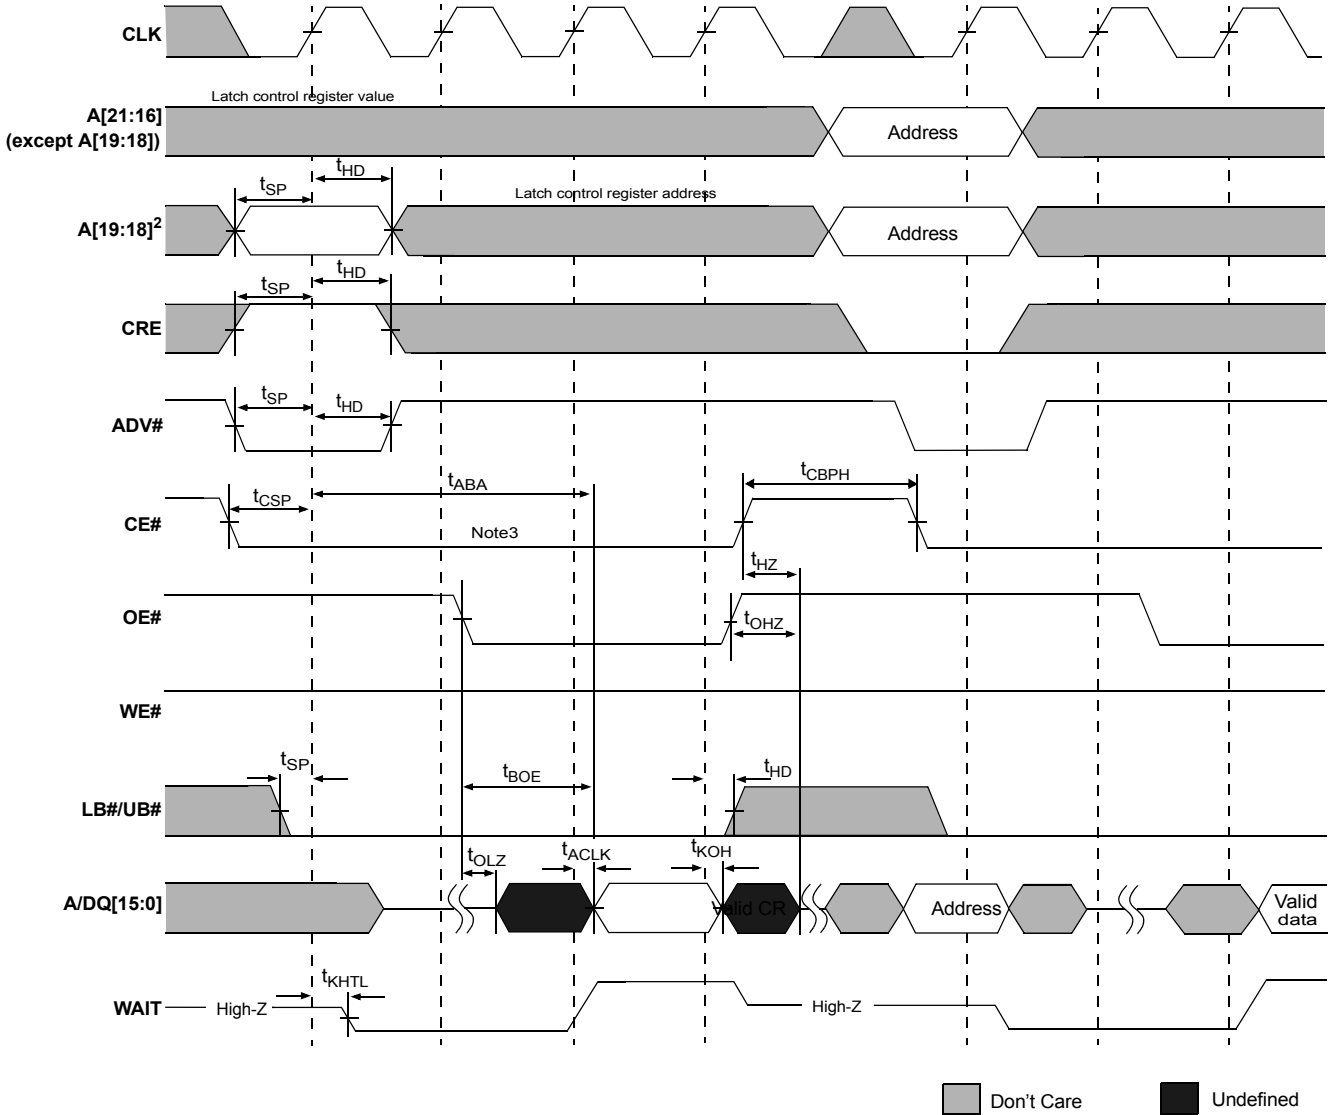 CLK
Latch control register value
A[21:16]
(except A[19:18])
Address
tSP
tHD
Latch control register address
A[19:18]2
Address
tSP
tHD
CRE
tSP
tHD
ADV#
tCSP
tABA
tCBPH
CE#
Note3
tHZ
OE#
tOHZ
WE#
tSP
tBOE
tHD
LB#/UB#
tOLZ
tACLK
tKOH
A/DQ[15:0]
Valid CR
Address
Valid
data
tKHTL
WAIT
High-Z
High-Z
Don't Care
Undefined